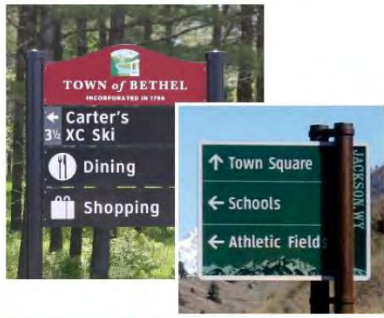 TOWN of BETHEL
INCORPORATED IN 1796
← Carter's
3½ XC Ski
Dining
Shopping
↑ Town Square
← Schools
← Athletic Fields
JACKSON, WY